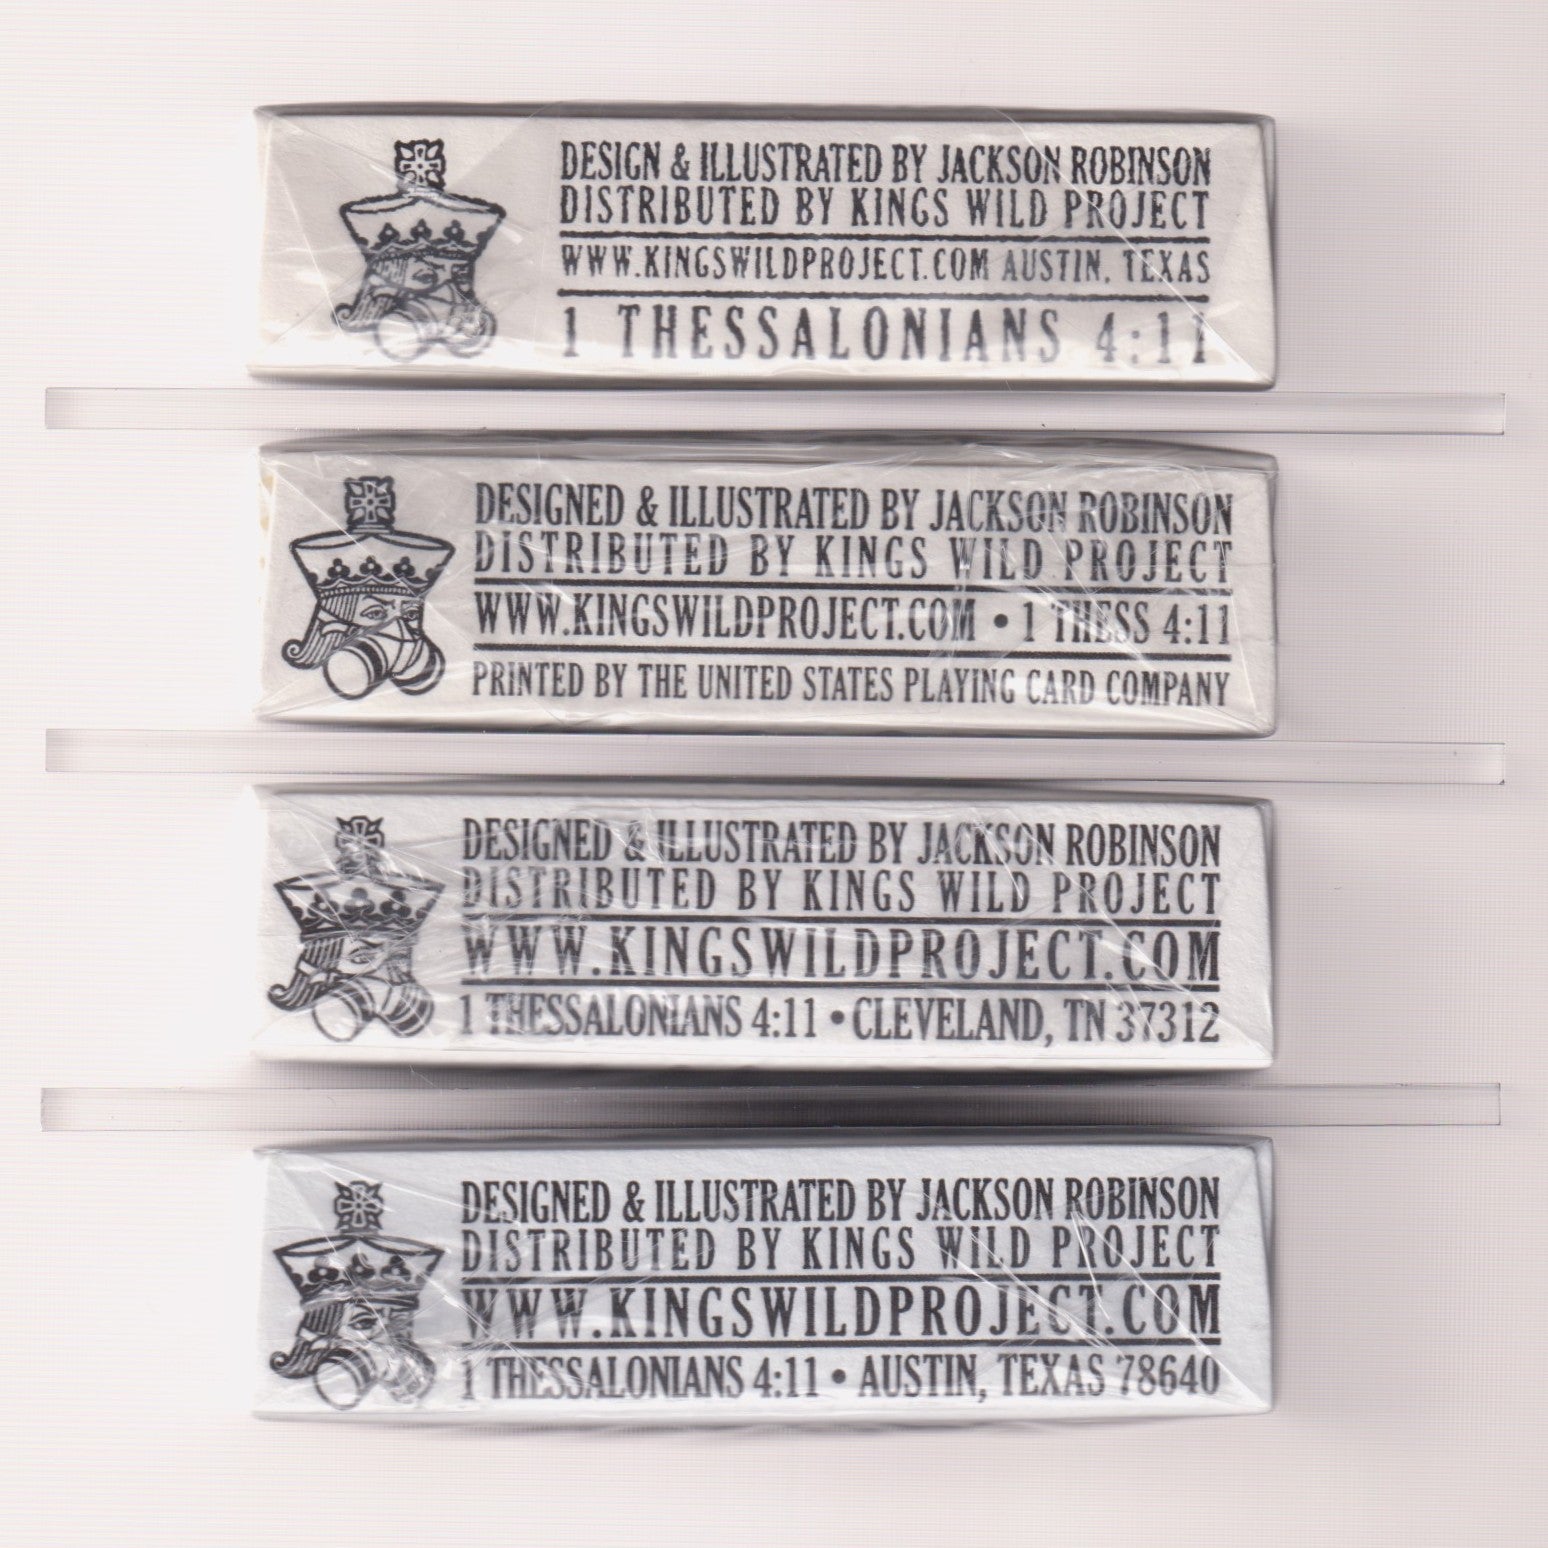 DESIGN & ILLUSTRATED BY JACKSON ROBINSON
DISTRIBUTED BY KINGS WILD PROJECT
WWW.KINGSWILDPROJECT.COM AUSTIN, TEXAS
1 THESSALONIANS 4:11
DESIGNED & ILLUSTRATED BY JACKSON ROBINSON
DISTRIBUTED BY KINGS WILD PROJECT
WWW.KINGSWILDPROJECT.COM • 1 THESS 4:11
PRINTED BY THE UNITED STATES PLAYING CARD COMPANY
DESIGNED & ILLUSTRATED BY JACKSON ROBINSON
DISTRIBUTED BY KINGS WILD PROJECT
WWW.KINGSWILDPROJECT.COM
1 THESSALONIANS 4:11 • CLEVELAND, TN 37312
DESIGNED & ILLUSTRATED BY JACKSON ROBINSON
DISTRIBUTED BY KINGS WILD PROJECT
WWW.KINGSWILDPROJECT.COM
1 THESSALONIANS 4:11 • AUSTIN, TEXAS 78640